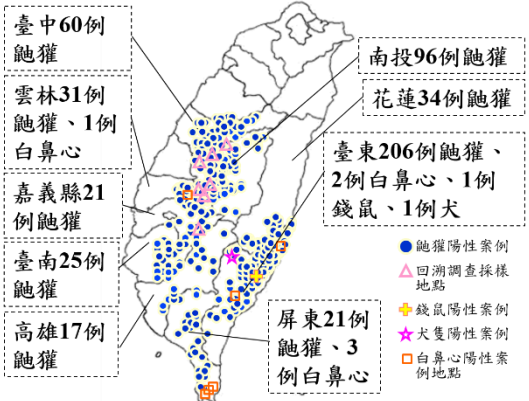 臺中60例
鼬獾
雲林31例
鼬獾、1例
白鼻心
嘉義縣21
例鼬獾
臺南25例
鼬獾
高雄17例
鼬獾
南投96例鼬獾
花蓮34例鼬獾
臺東206例鼬獾、
2例白鼻心、1例
錢鼠、1例犬
屏東21例
鼬獾、3
例白鼻心
鼬獾陽性案例
回溯調查採樣
地點
錢鼠陽性案例
犬隻陽性案例
白鼻心陽性案
例地點